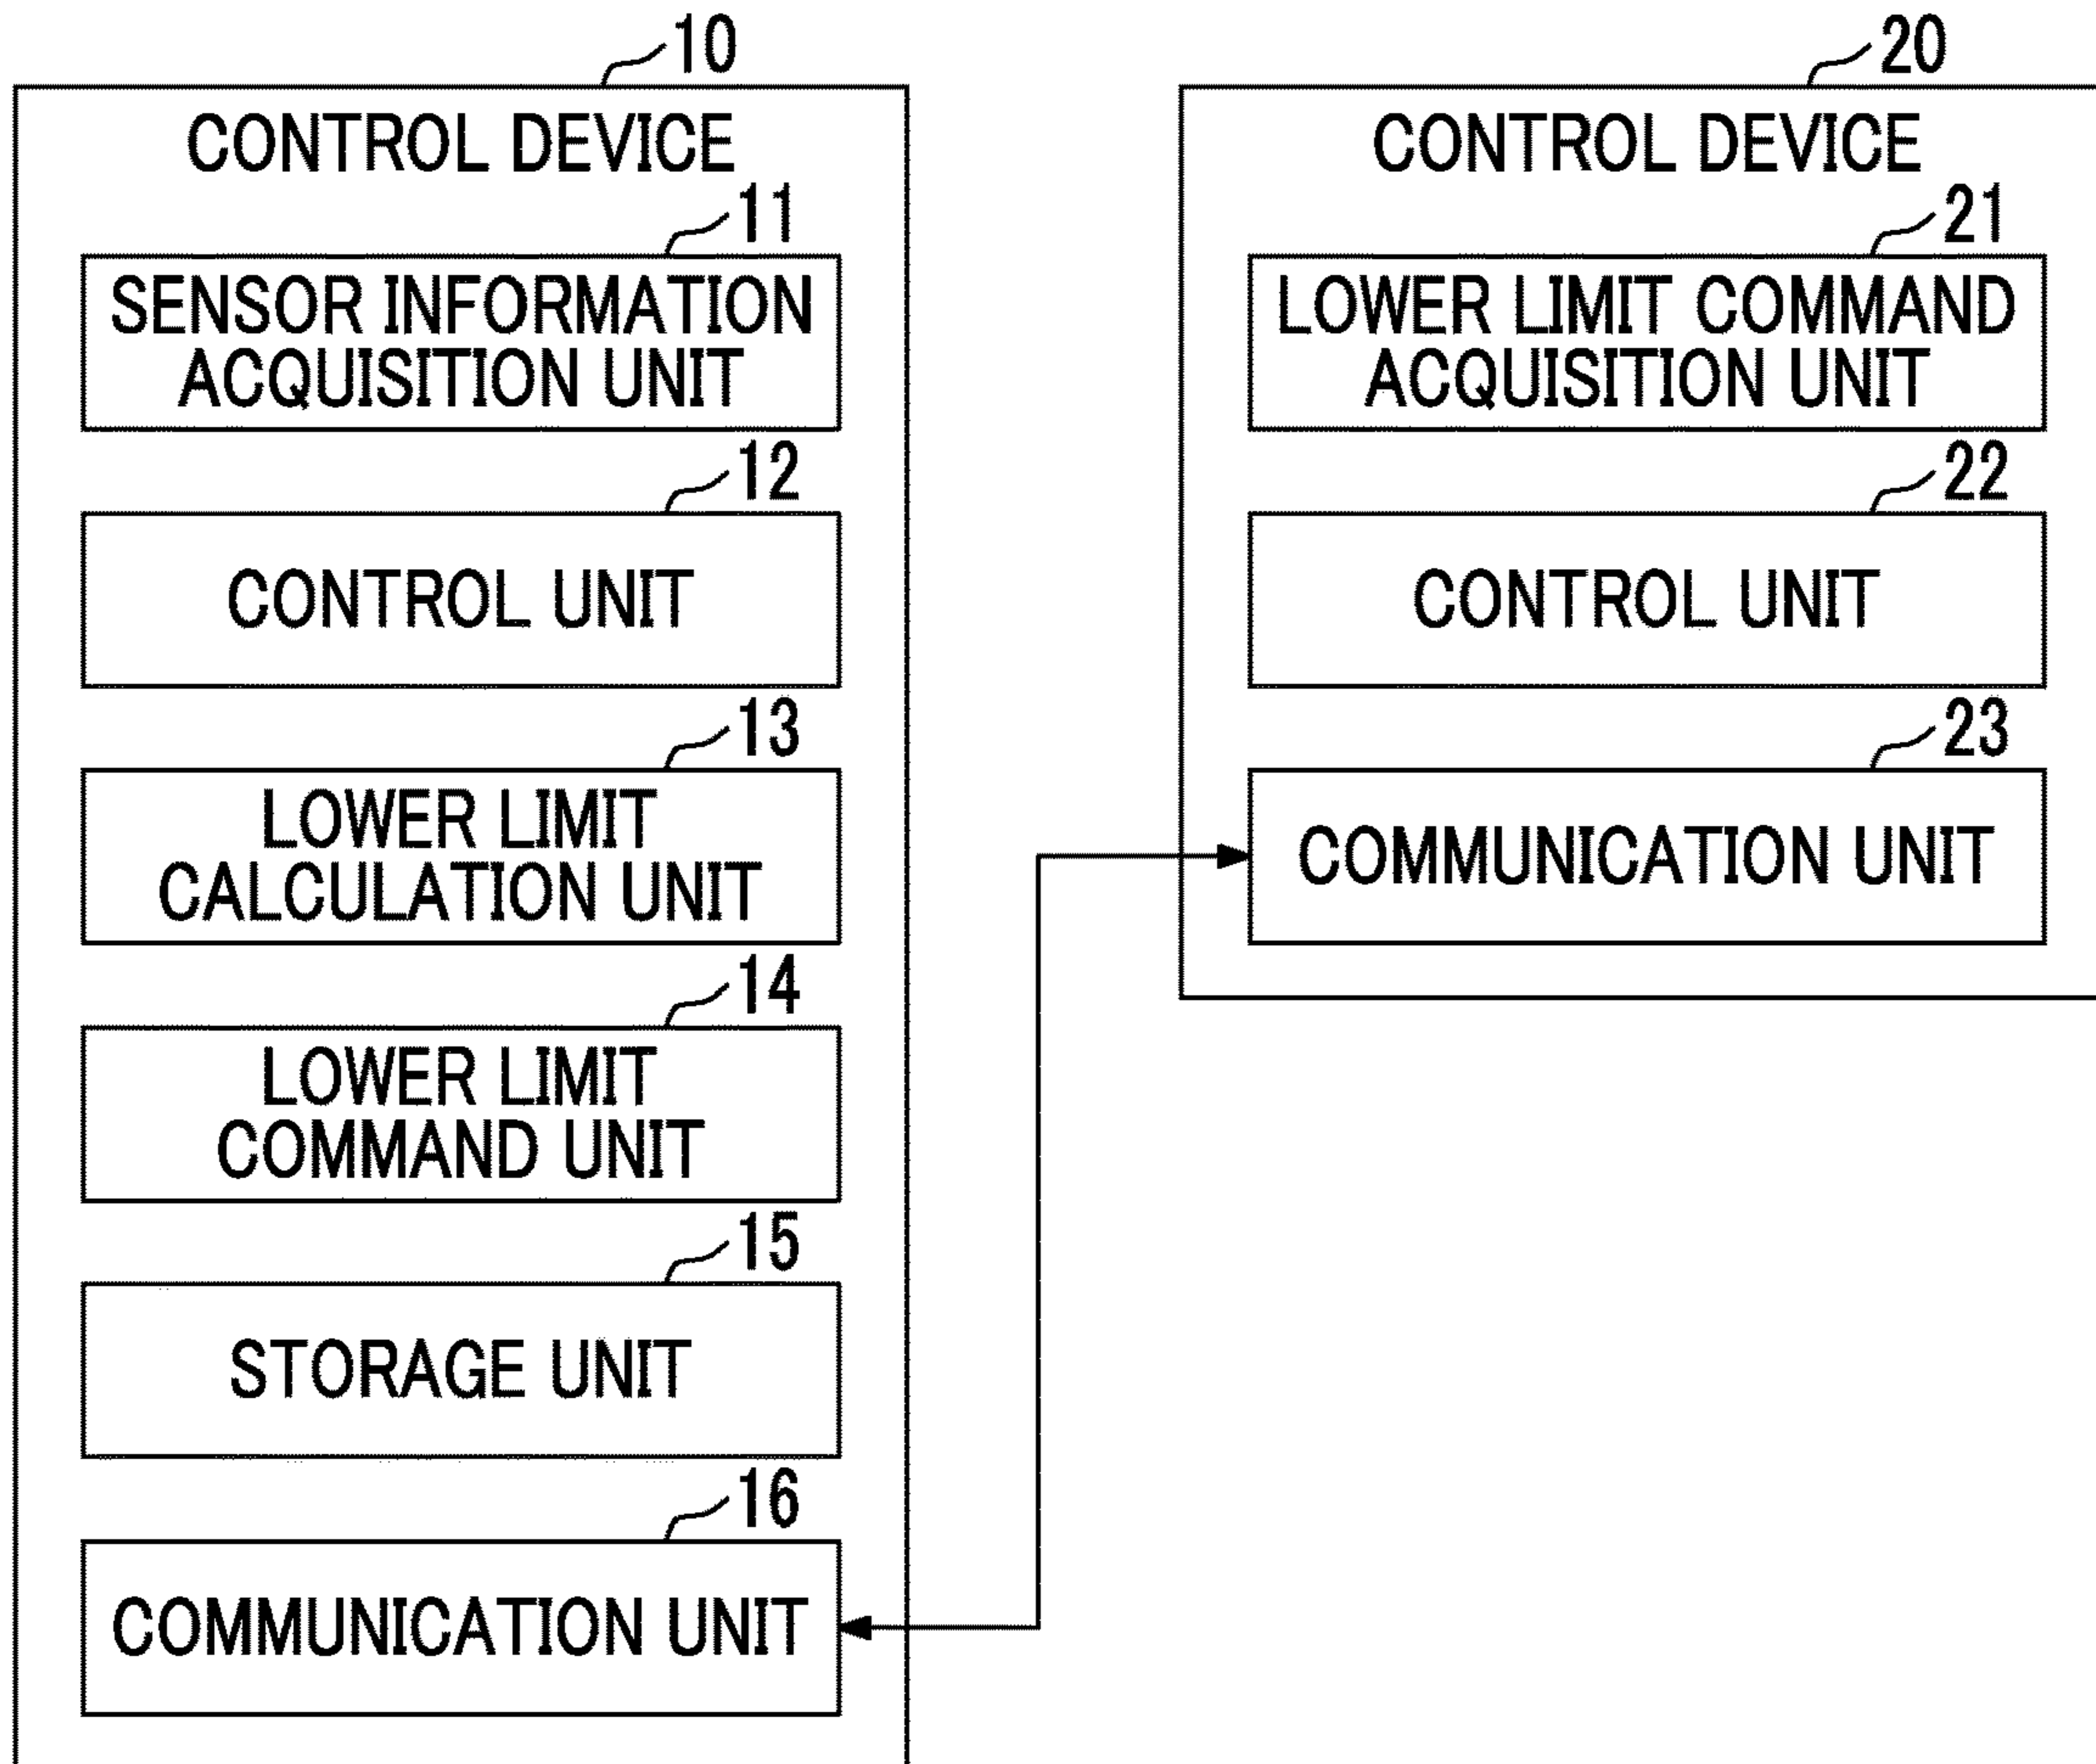 10
CONTROL DEVICE
11
SENSOR INFORMATION
ACQUISITION UNIT
12
CONTROL UNIT
13
LOWER LIMIT
CALCULATION UNIT
14
LOWER LIMIT
COMMAND UNIT
15
STORAGE UNIT
16
COMMUNICATION UNIT
20
CONTROL DEVICE
21
LOWER LIMIT COMMAND
ACQUISITION UNIT
22
CONTROL UNIT
23
COMMUNICATION UNIT